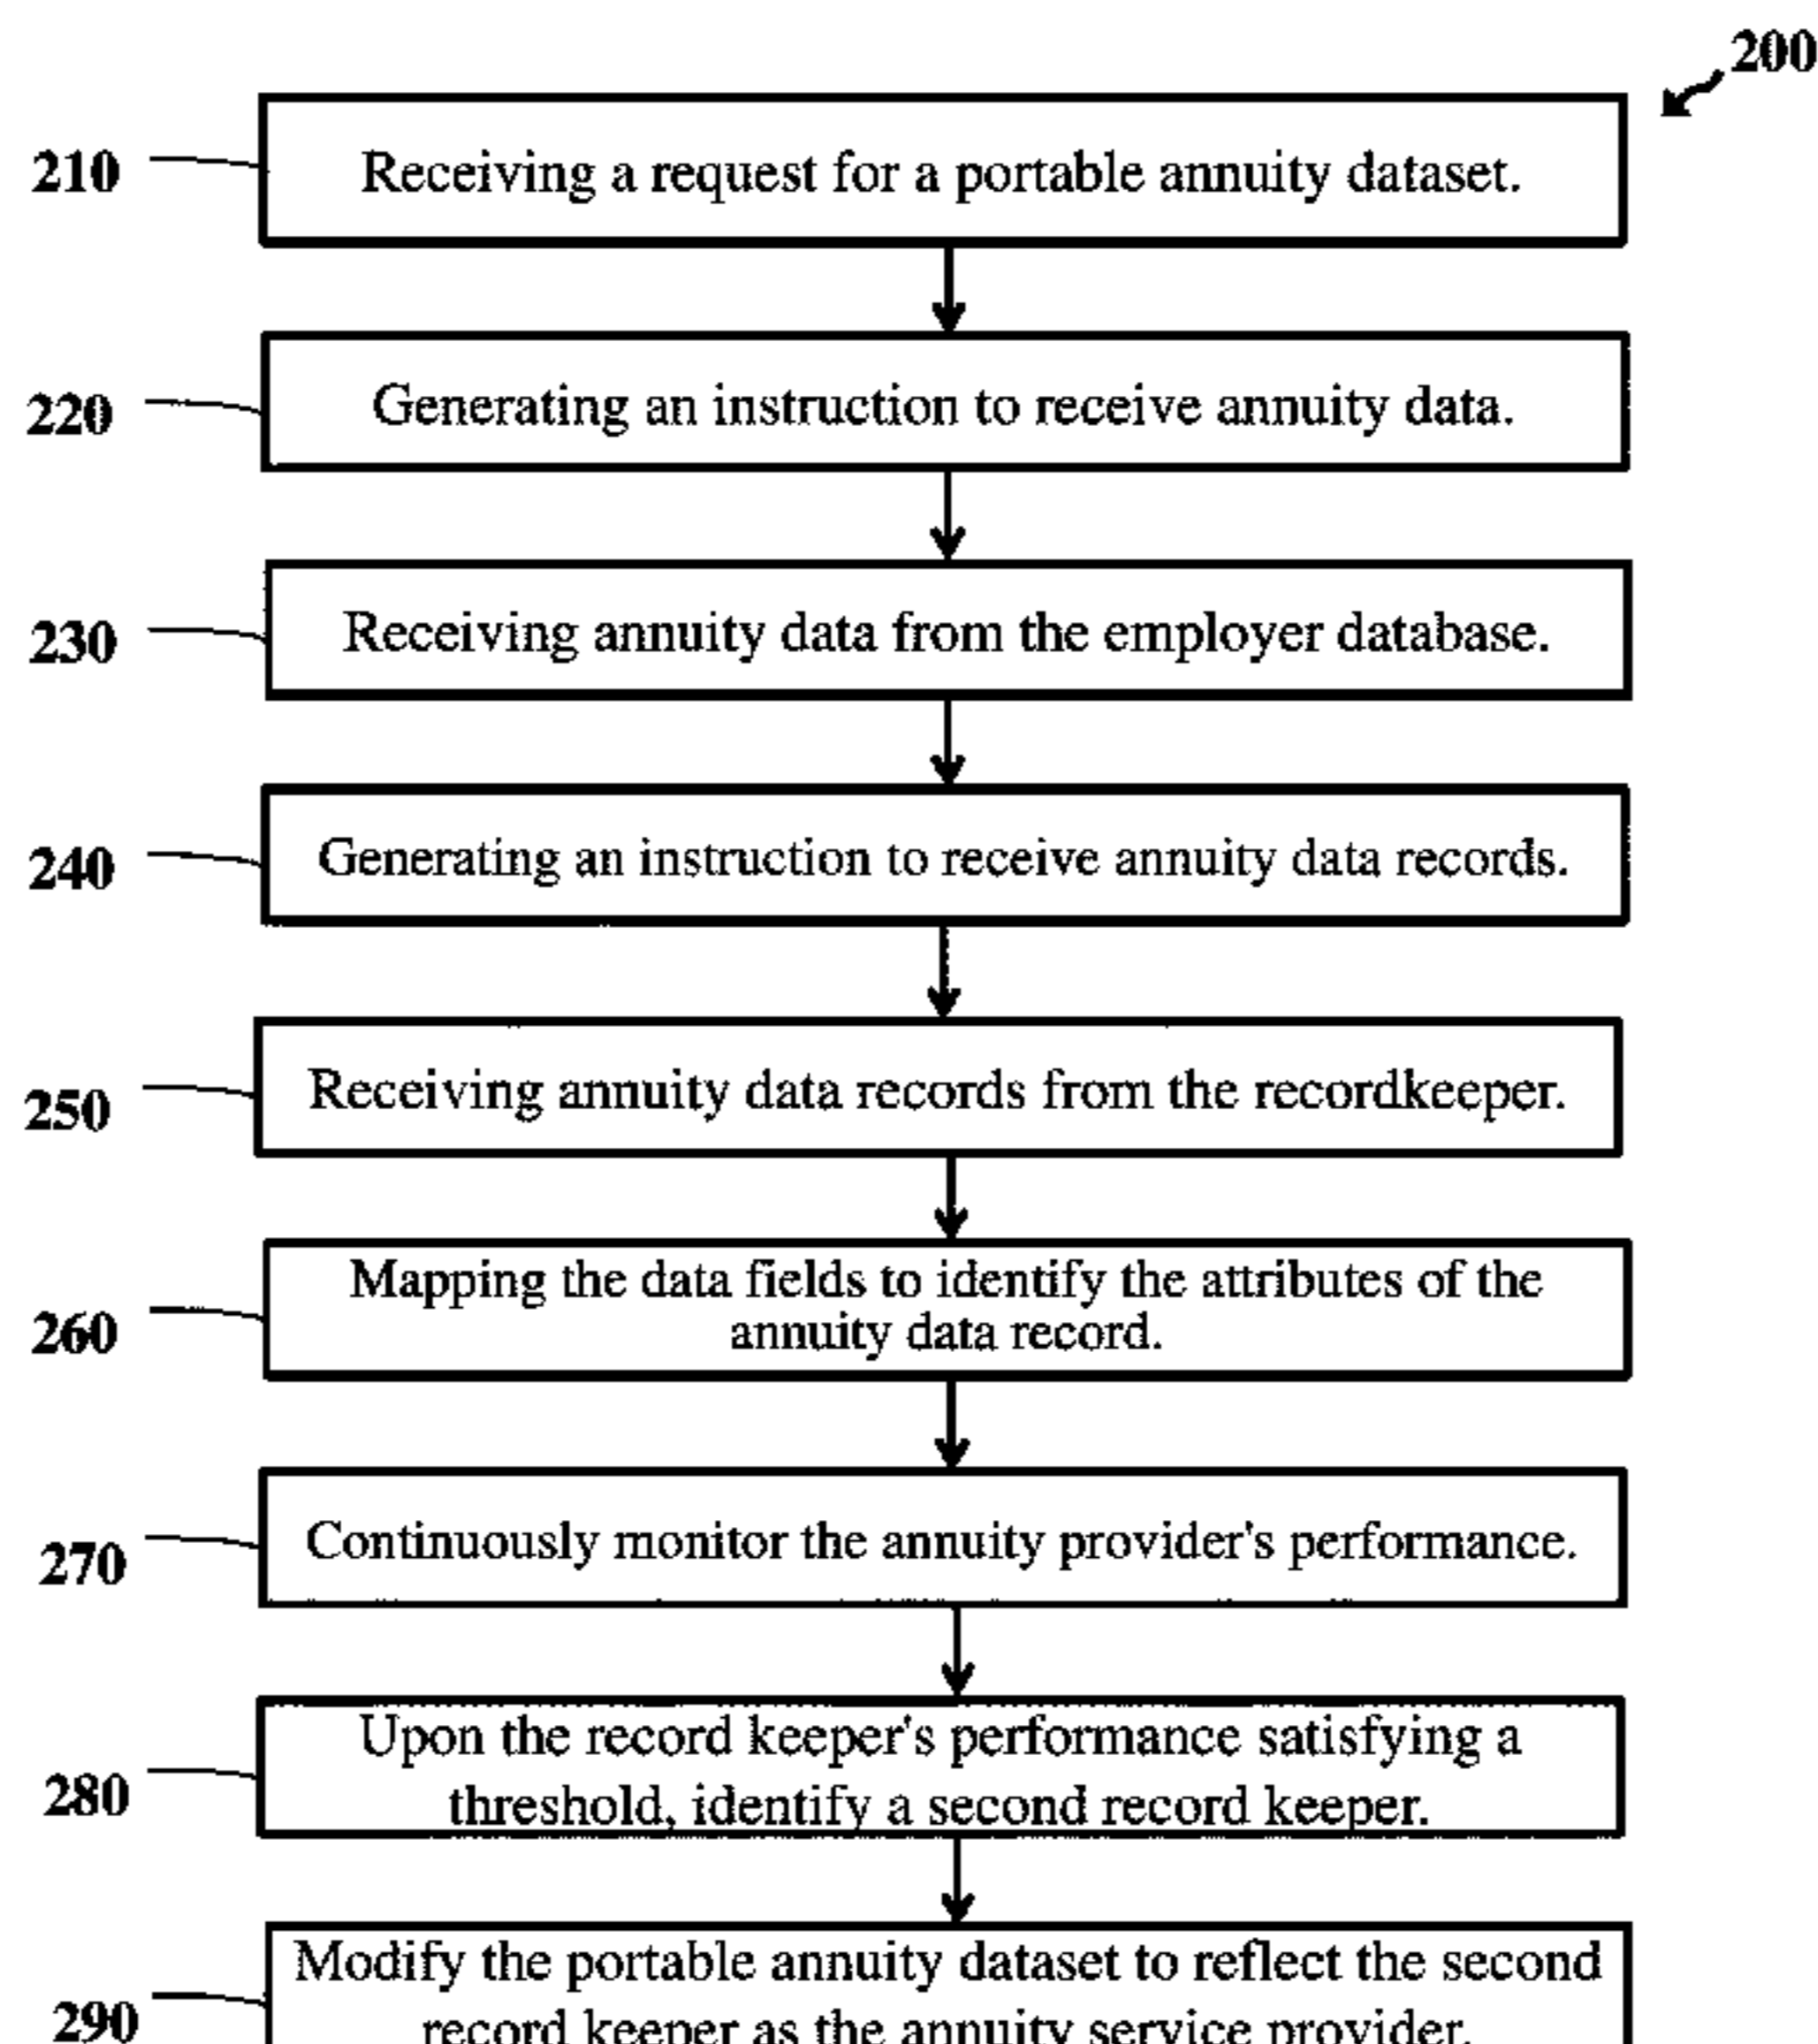 200
210 Receiving a request for a portable annuity dataset.
220 Generating an instruction to receive annuity data.
230 Receiving annuity data from the employer database.
240 Generating an instruction to receive annuity data records.
250 Receiving annuity data records from the recordkeeper.
Mapping the data fields to identify the attributes of the
260 annuity data record.
270 Continuously monitor the annuity provider's performance.
Upon the record keeper's performance satisfying a
280 threshold, identify a second record keeper.
Modify the portable annuity dataset to reflect the second
290 record keeper as the annuity service provider.